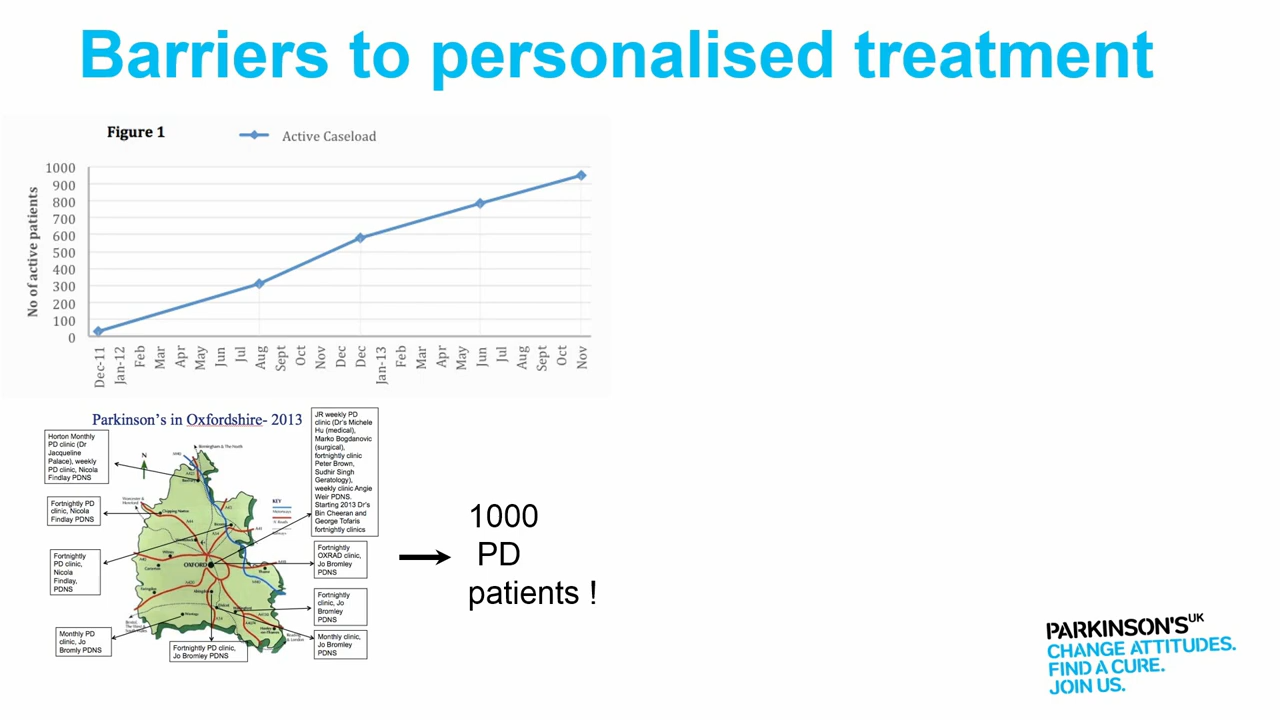 Barriers to personalised treatment
Figure 1
Active Caseload
No of active patients
1000
900
800
700
600
500
400
300
200
100
0
Dec-11
Jan-12
Feb
Mar
Apr
May
Jun
Jul
Aug
Sept
Oct
Nov
Dec
Dec
Jan-13
Feb
Mar
Apr
May
Jun
Jul
Aug
Sept
Oct
Nov
Parkinson's in Oxfordshire- 2013
Horton Monthly
PD clinic (Dr
Jacqueline
Palace), weekly
PD clinic, Nicola
Findlay PDNS
Fortnightly PD
clinic, Nicola
Findlay PDNS
Fortnightly
PD clinic,
Nicola
Findlay,
PDNS
Monthly PD
clinic, Jo
Bromly PDNS
JR weekly PD
clinic (Dr's Michele
Hu (medical),
Marko Bogdanovic
(surgical),
fortnightly clinic
Peter Brown,
Sudhir Singh
Geratology),
weekly clinic Angie
Weir PDNS.
Starting 2013 Dr's
Bin Cheeran and
George Tofaris
fortnightly clinics
Fortnightly
OXRAD clinic,
Jo Bromley
PDNS
Fortnightly
clinic, Jo
Bromley
PDNS
Monthly clinic,
Jo Bromley
PDNS
Fortnightly PD clinic,
Jo Bromley PDNS
N
KEY
OXFORD
1000
PD
patients !
PARKINSON'S UK
CHANGE ATTITUDES.
FIND A CURE.
JOIN US.